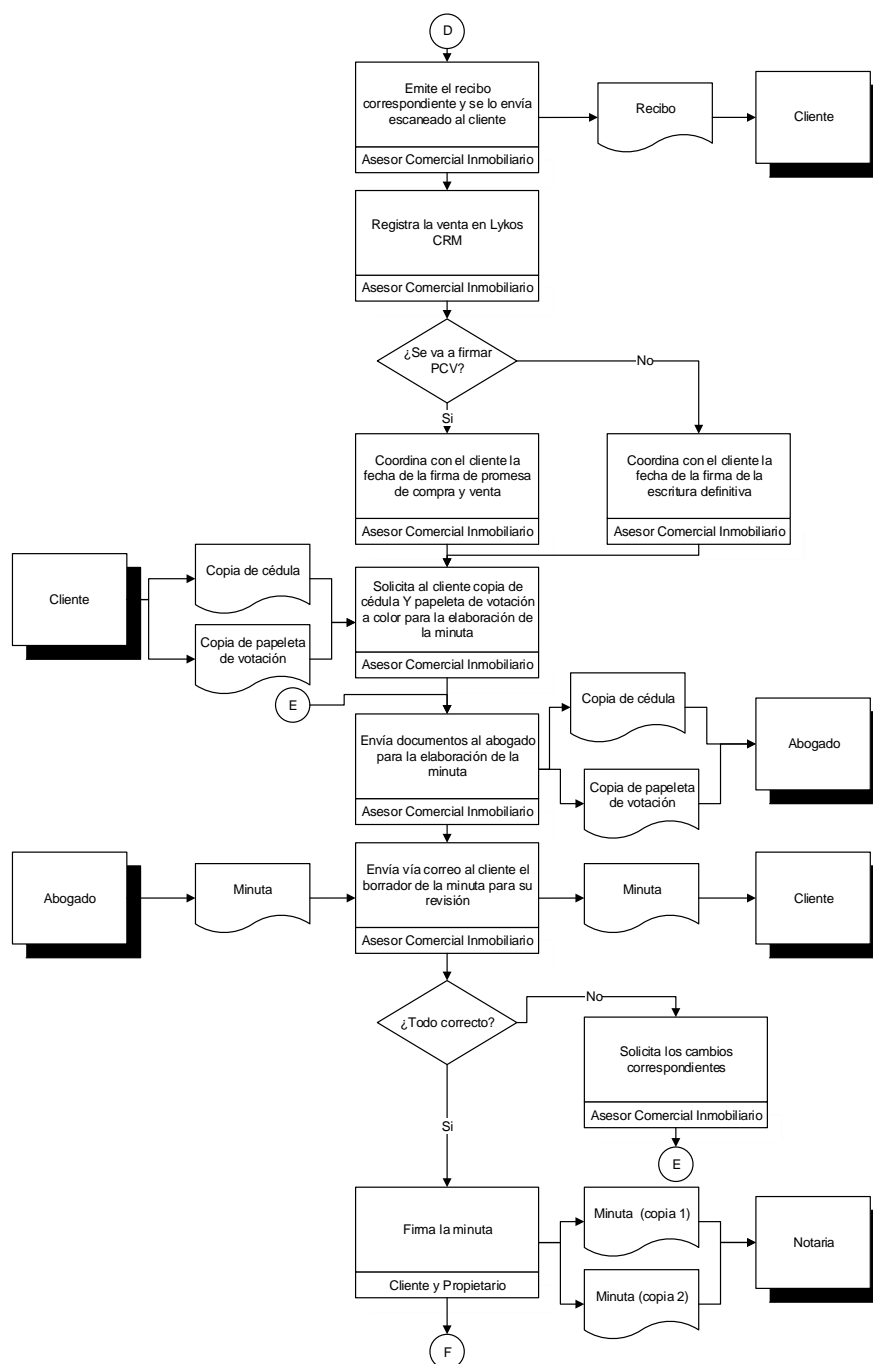 D
Emite el recibo
correspondiente y se lo envía
escaneado al cliente
Asesor Comercial Inmobiliario
Recibo
Cliente
Registra la venta en Lykos
CRM
Asesor Comercial Inmobiliario
¿Se va a firmar
PCV?
No
Si
Coordina con el cliente la
fecha de la firma de promesa
de compra y venta
Asesor Comercial Inmobiliario
Coordina con el cliente la
fecha de la firma de la
escritura definitiva
Asesor Comercial Inmobiliario
Cliente
Copia de cédula
Copia de papeleta
de votación
Solicita al cliente copia de
cédula Y papeleta de votación
a color para la elaboración de
la minuta
Asesor Comercial Inmobiliario
E
Envía documentos al abogado
para la elaboración de la
minuta
Asesor Comercial Inmobiliario
Copia de cédula
Copia de papeleta
de votación
Abogado
Abogado
Minuta
Envía vía correo al cliente el
borrador de la minuta para su
revisión
Asesor Comercial Inmobiliario
Minuta
Cliente
¿Todo correcto?
No
Solicita los cambios
correspondientes
Asesor Comercial Inmobiliario
E
Si
Firma la minuta
Cliente y Propietario
Minuta  (copia 1)
Minuta (copia 2)
Notaria
F